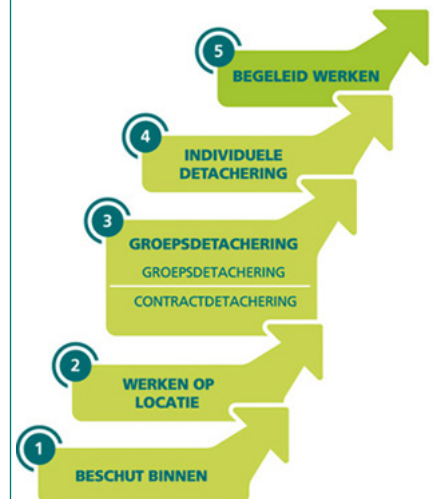 5
BEGELEID WERKEN
4
INDIVIDUELE
DETACHERING
3
GROEPSDETACHERING
GROEPSDETACHERING
CONTRACTDETACHERING
2
WERKEN OP
LOCATIE
1
BESCHUT BINNEN